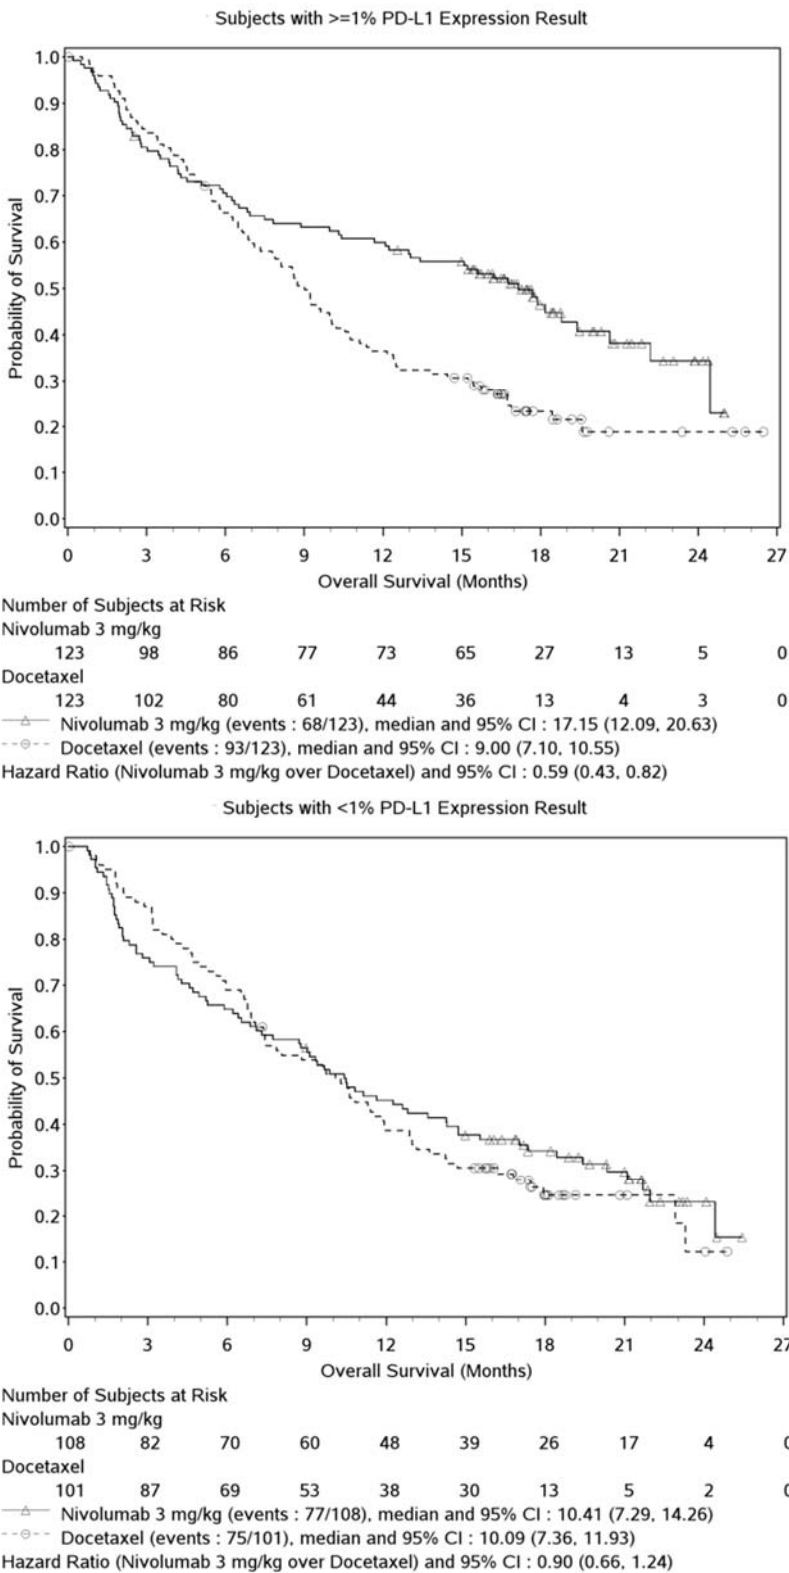 Subjects with >=1% PD-L1 Expression Result
1.0
0.9
0.8
0.7
0.6
0.5
0.4
0.3
0.2
0.1
0.0
Probability of Survival
0 3 6 9 12 15 18 21 24 27
Overall Survival (Months)
Number of Subjects at Risk
Nivolumab 3 mg/kg
123 98 86 77 73 65 27 13 5 0
Docetaxel
123 102 80 61 44 36 13 4 3 0
Nivolumab 3 mg/kg (events : 68/123), median and 95% CI : 17.15 (12.09, 20.63)
Docetaxel (events : 93/123), median and 95% CI : 9.00 (7.10, 10.55)
Hazard Ratio (Nivolumab 3 mg/kg over Docetaxel) and 95% CI : 0.59 (0.43, 0.82)
Subjects with <1% PD-L1 Expression Result
1.0
0.9
0.8
0.7
0.6
0.5
0.4
0.3
0.2
0.1
0.0
Probability of Survival
0 3 6 9 12 15 18 21 24 27
Overall Survival (Months)
Number of Subjects at Risk
Nivolumab 3 mg/kg
108 82 70 60 48 39 26 17 4 0
Docetaxel
101 87 69 53 38 30 13 5 2 0
Nivolumab 3 mg/kg (events : 77/108), median and 95% CI : 10.41 (7.29, 14.26)
Docetaxel (events : 75/101), median and 95% CI : 10.09 (7.36, 11.93)
Hazard Ratio (Nivolumab 3 mg/kg over Docetaxel) and 95% CI : 0.90 (0.66, 1.24)